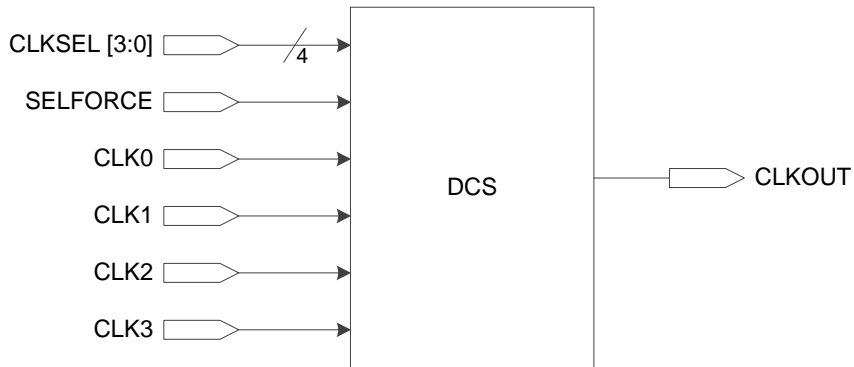 CLKSEL [3:0]
4
SELFORCE
CLK0
CLK1
CLK2
CLK3
DCS
CLKOUT